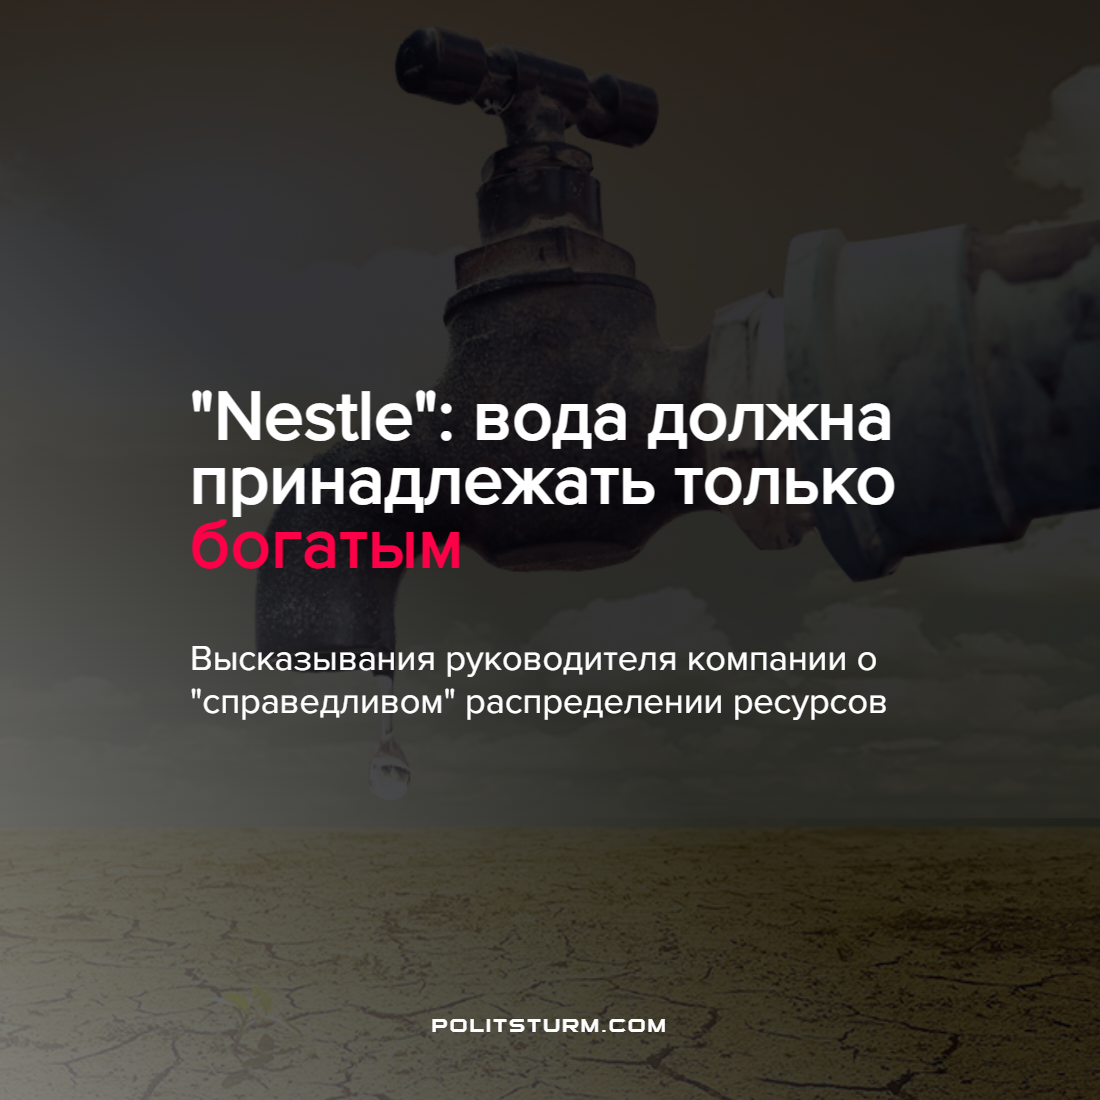 "Nestle": вода должна
принадлежать только
богатым
Высказывания руководителя компании о
"справедливом" распределении ресурсов
POLITSTURM.COM